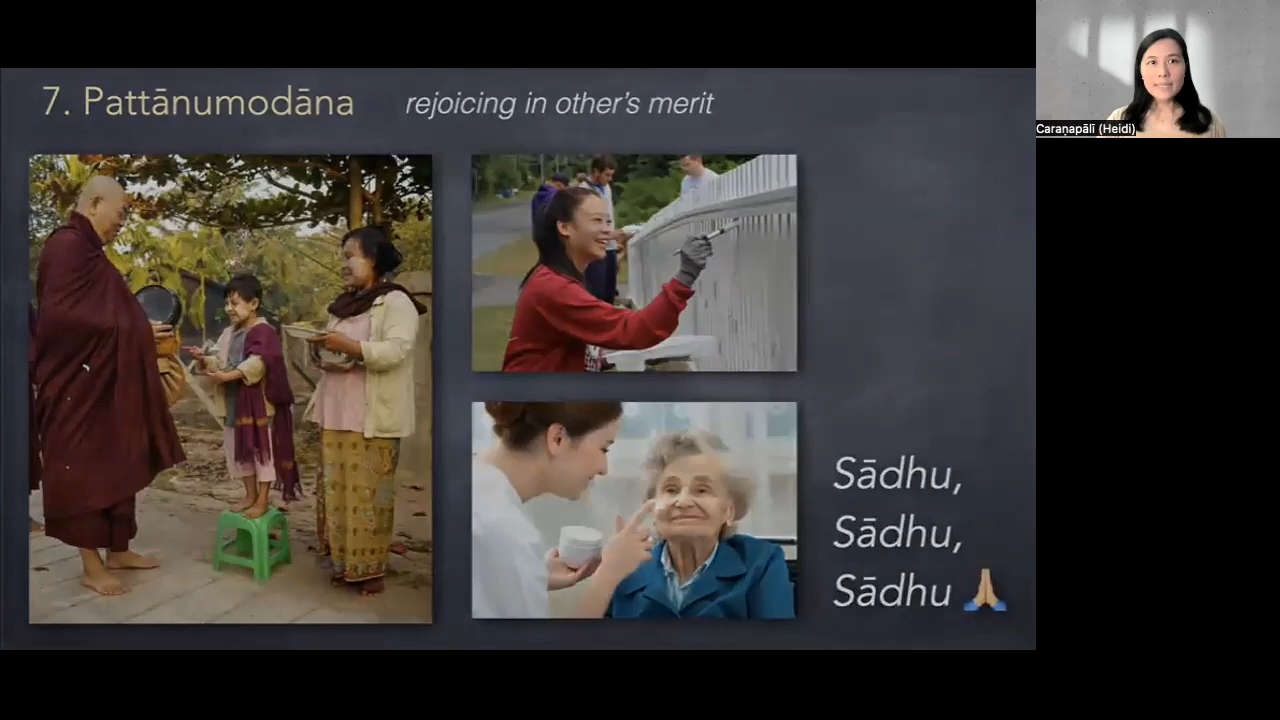 7. Pattānumodāna
rejoicing in other's merit
Caraṇapālī (Heidi)
Sādhu,
Sādhu,
Sādhu 🙏